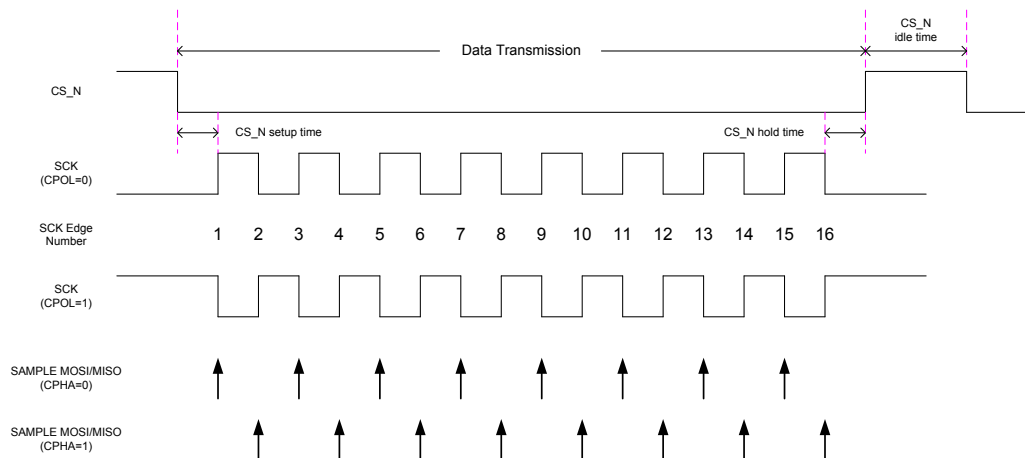 CS_N
idle time
Data Transmission
CS_N
CS_N setup time
CS_N hold time
SCK
(CPOL=0)
SCK Edge
Number
1 2 3 4 5 6 7 8 9 10 11 12 13 14 15 16
SCK
(CPOL=1)
SAMPLE MOSI/MISO
(CPHA=0)
SAMPLE MOSI/MISO
(CPHA=1)